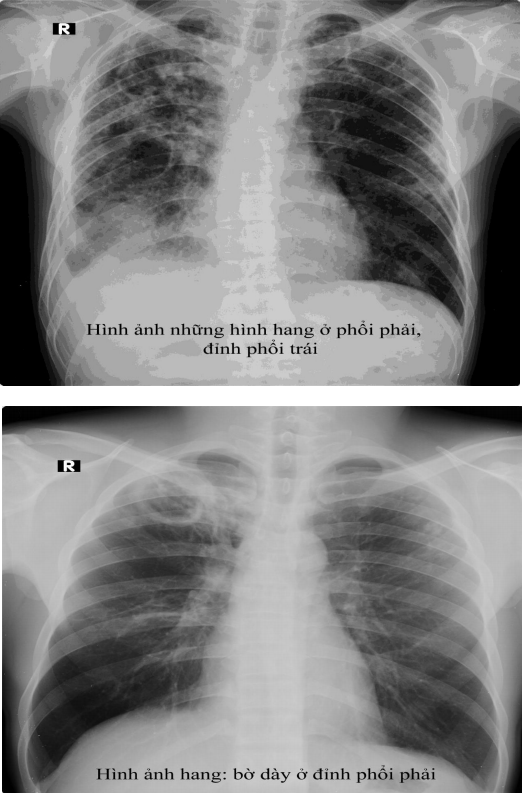 R
Hình ảnh những hình hang ở phổi phải,
đỉnh phổi trái
R
Hình ảnh hang: bờ dày ở đỉnh phổi phải